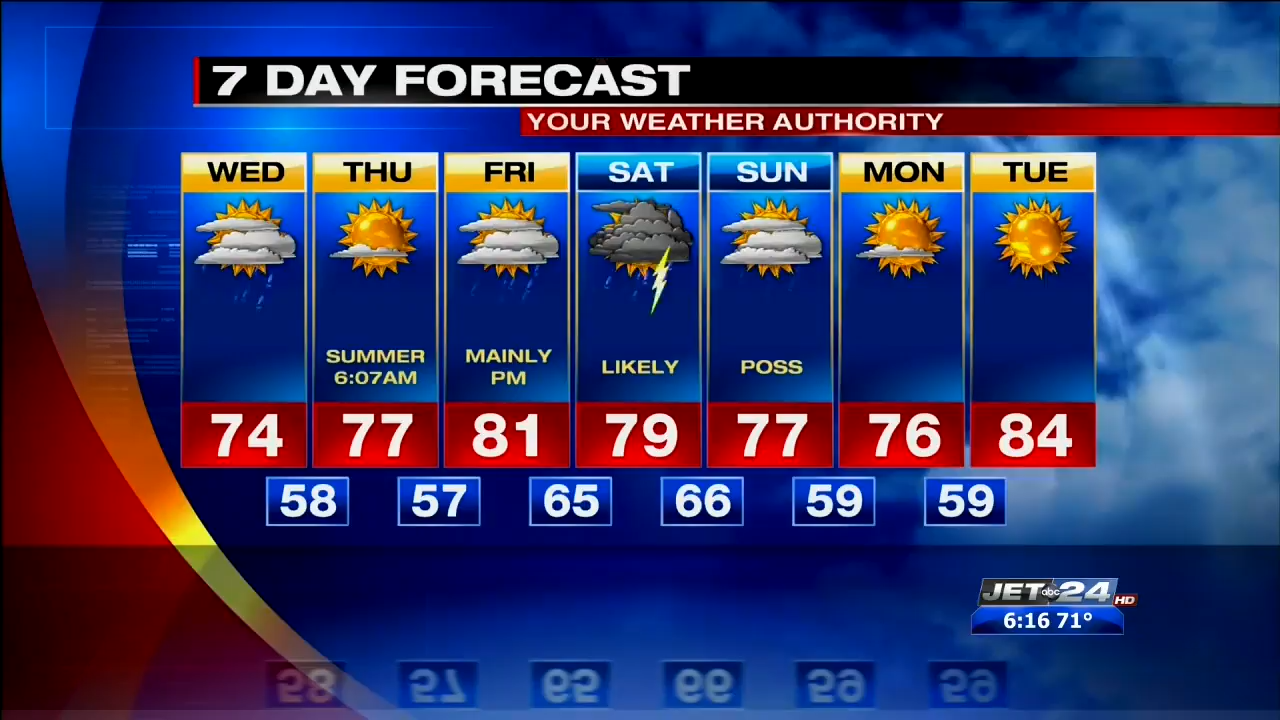 7 DAY FORECAST
YOUR WEATHER AUTHORITY
WED THU FRI SAT SUN MON TUE
SUMMER
6:07AM
MAINLY
PM
LIKELY
POSS
74 77 81 79 77 76 84
58 57 65 66 59 59
JET abc 24 HD
6:16 71°